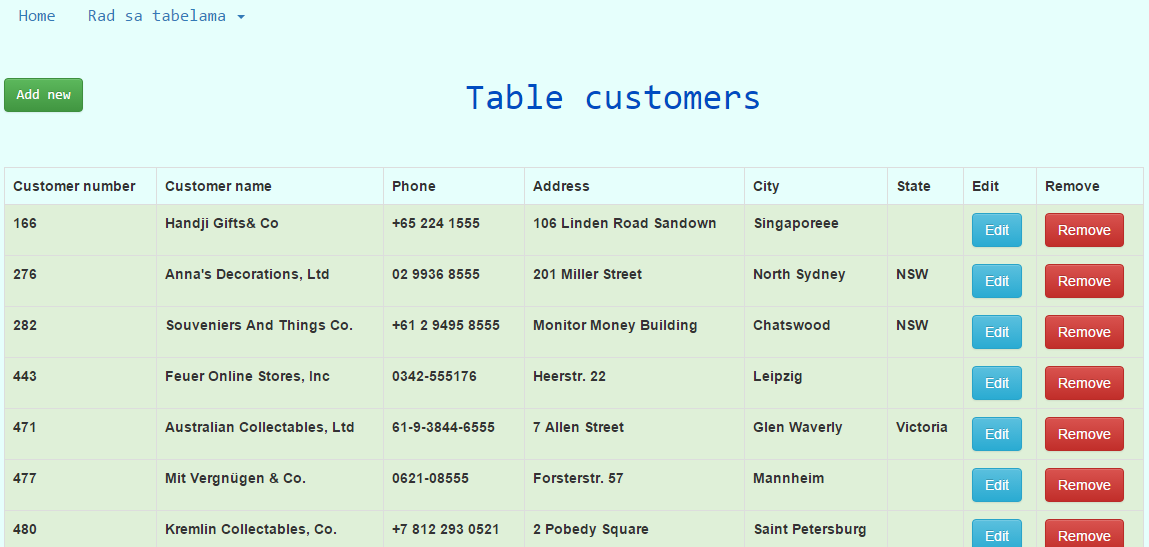 Home Rad sa tabelama
Add new
Table customers
Customer number Customer name Phone Address City State Edit Remove
166 Handji Gifts& Co +65 224 1555 106 Linden Road Sandown Singaporeee Edit Remove
276 Anna's Decorations, Ltd 02 9936 8555 201 Miller Street North Sydney NSW Edit Remove
282 Souveniers And Things Co. +61 2 9495 8555 Monitor Money Building Chatswood NSW Edit Remove
443 Feuer Online Stores, Inc 0342-555176 Heerstr. 22 Leipzig Edit Remove
471 Australian Collectables, Ltd 61-9-3844-6555 7 Allen Street Glen Waverly Victoria Edit Remove
477 Mit Vergnügen & Co. 0621-08555 Forsterstr. 57 Mannheim Edit Remove
480 Kremlin Collectables, Co. +7 812 293 0521 2 Pobedy Square Saint Petersburg Edit Remove